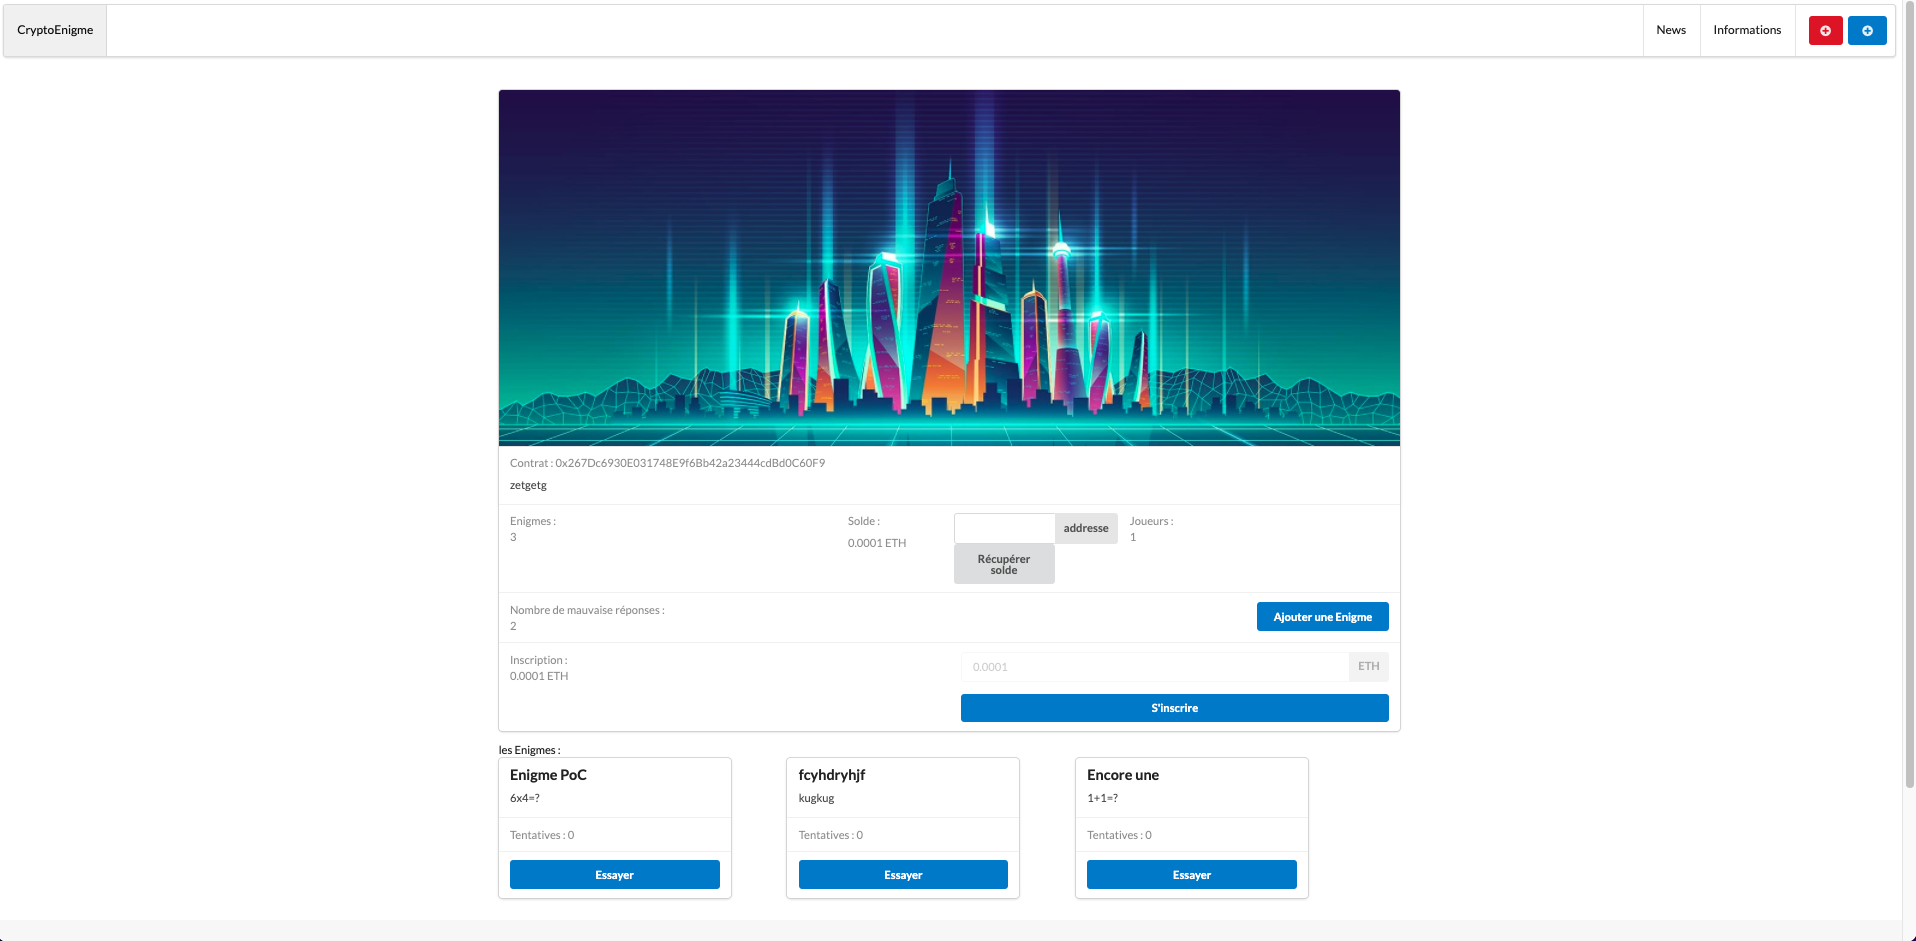 CryptoEnigme
News
Informations
Contrat : 0x267Dc6930E031748E9f6Bb42a23444cdBd0C60F9
zetgetg
Enigmes :
3
Solde :
0.0001 ETH
addresse
Récupérer
solde
Joueurs :
1
Nombre de mauvaise réponses :
2
Ajouter une Enigme
Inscription :
0.0001 ETH
0.0001
ETH
S'inscrire
les Enigmes :
Enigme PoC
6x4=?
Tentatives : 0
Essayer
fcyhdryhjf
kugkug
Tentatives : 0
Essayer
Encore une
1+1=?
Tentatives : 0
Essayer